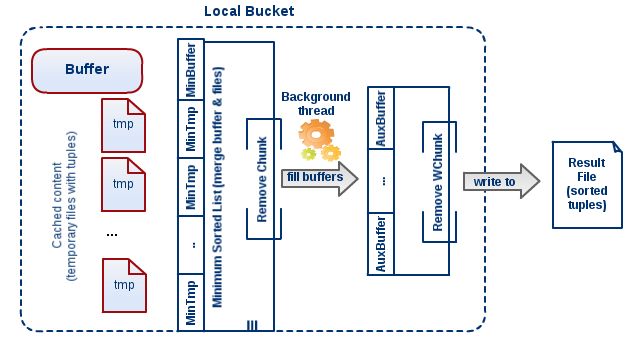 Local Bucket
Buffer
tmp
tmp
...
tmp
Cached content
(temporary files with tuples)
MinBuffer
MinTmp
MinTmp
..
MinTmp
Minimum Sorted List (merge buffer & files)
Remove Chunk
Background
thread
fill buffers
AuxBuffer
...
AuxBuffer
Remove WChunk
write to
Result
File
(sorted
tuples)